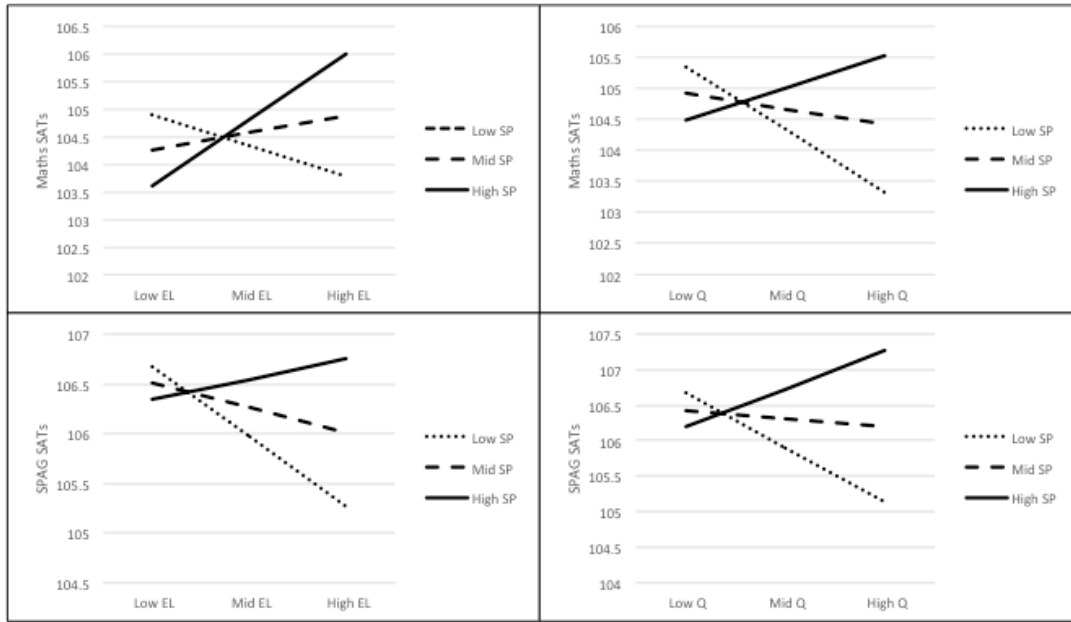 106.5
106
105.5
105
104.5
104
103.5
103
102.5
102
Maths SATs
Low EL
Mid EL
High EL
Low SP
Mid SP
High SP
106
105.5
105
104.5
104
103.5
103
102.5
102
Maths SATs
Low Q
Mid Q
High Q
Low SP
Mid SP
High SP
107
106.5
106
105.5
105
104.5
SPAG SATs
Low EL
Mid EL
High EL
Low SP
Mid SP
High SP
107.5
107
106.5
106
105.5
105
104.5
104
SPAG SATs
Low Q
Mid Q
High Q
Low SP
Mid SP
High SP